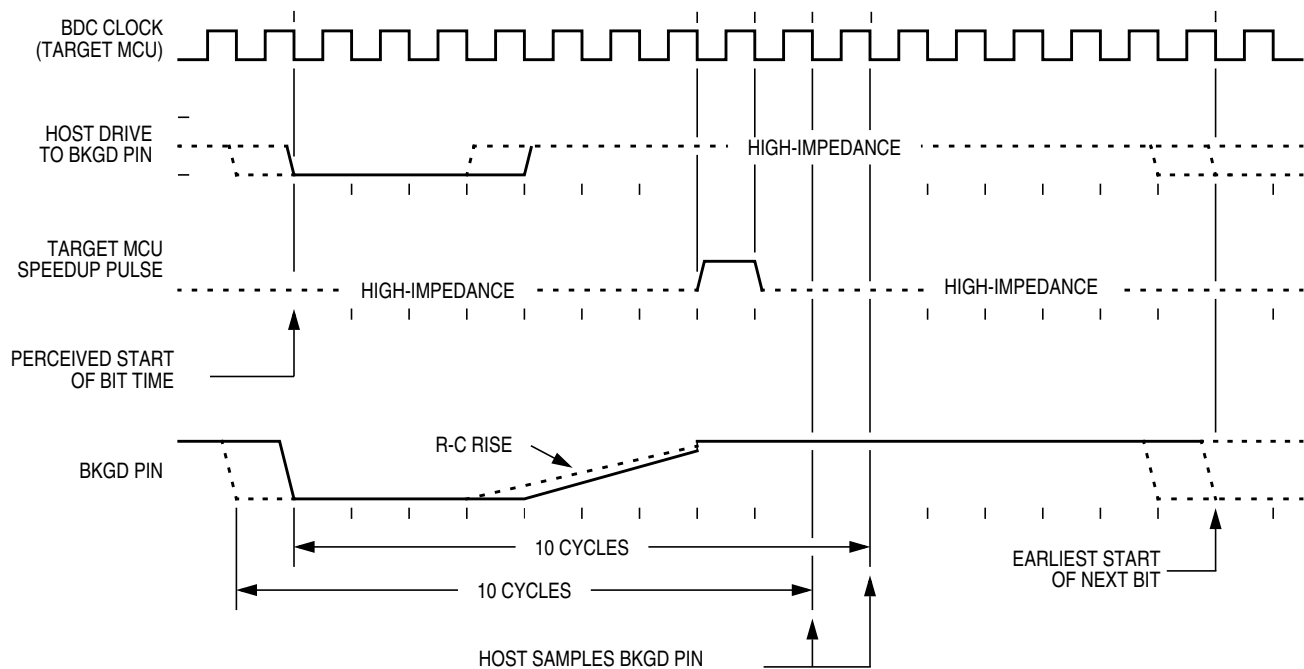 BDC CLOCK
(TARGET MCU)
HOST DRIVE
TO BKGD PIN
HIGH-IMPEDANCE
TARGET MCU
SPEEDUP PULSE
HIGH-IMPEDANCE
HIGH-IMPEDANCE
PERCEIVED START
OF BIT TIME
R-C RISE
BKGD PIN
10 CYCLES
EARLIEST START
OF NEXT BIT
10 CYCLES
HOST SAMPLES BKGD PIN